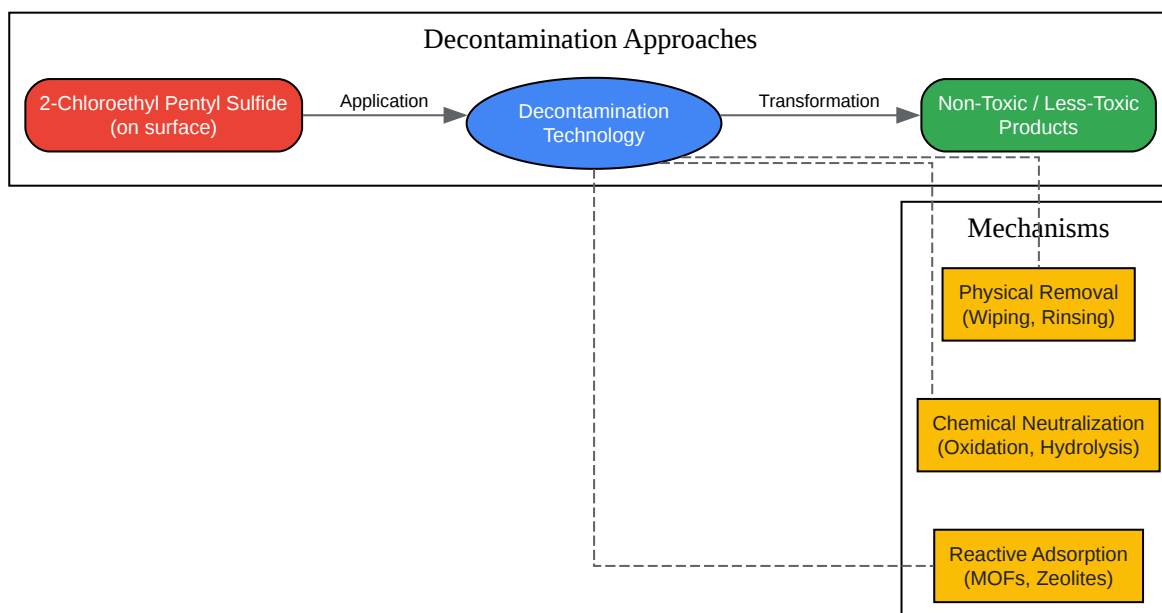 Decontamination Approaches
2-Chloroethyl Pentyl Sulfide
(on surface)
Application
Decontamination
Technology
Transformation
Non-Toxic / Less-Toxic
Products
Mechanisms
Physical Removal
(Wiping, Rinsing)
Chemical Neutralization
(Oxidation, Hydrolysis)
Reactive Adsorption
(MOFs, Zeolites)